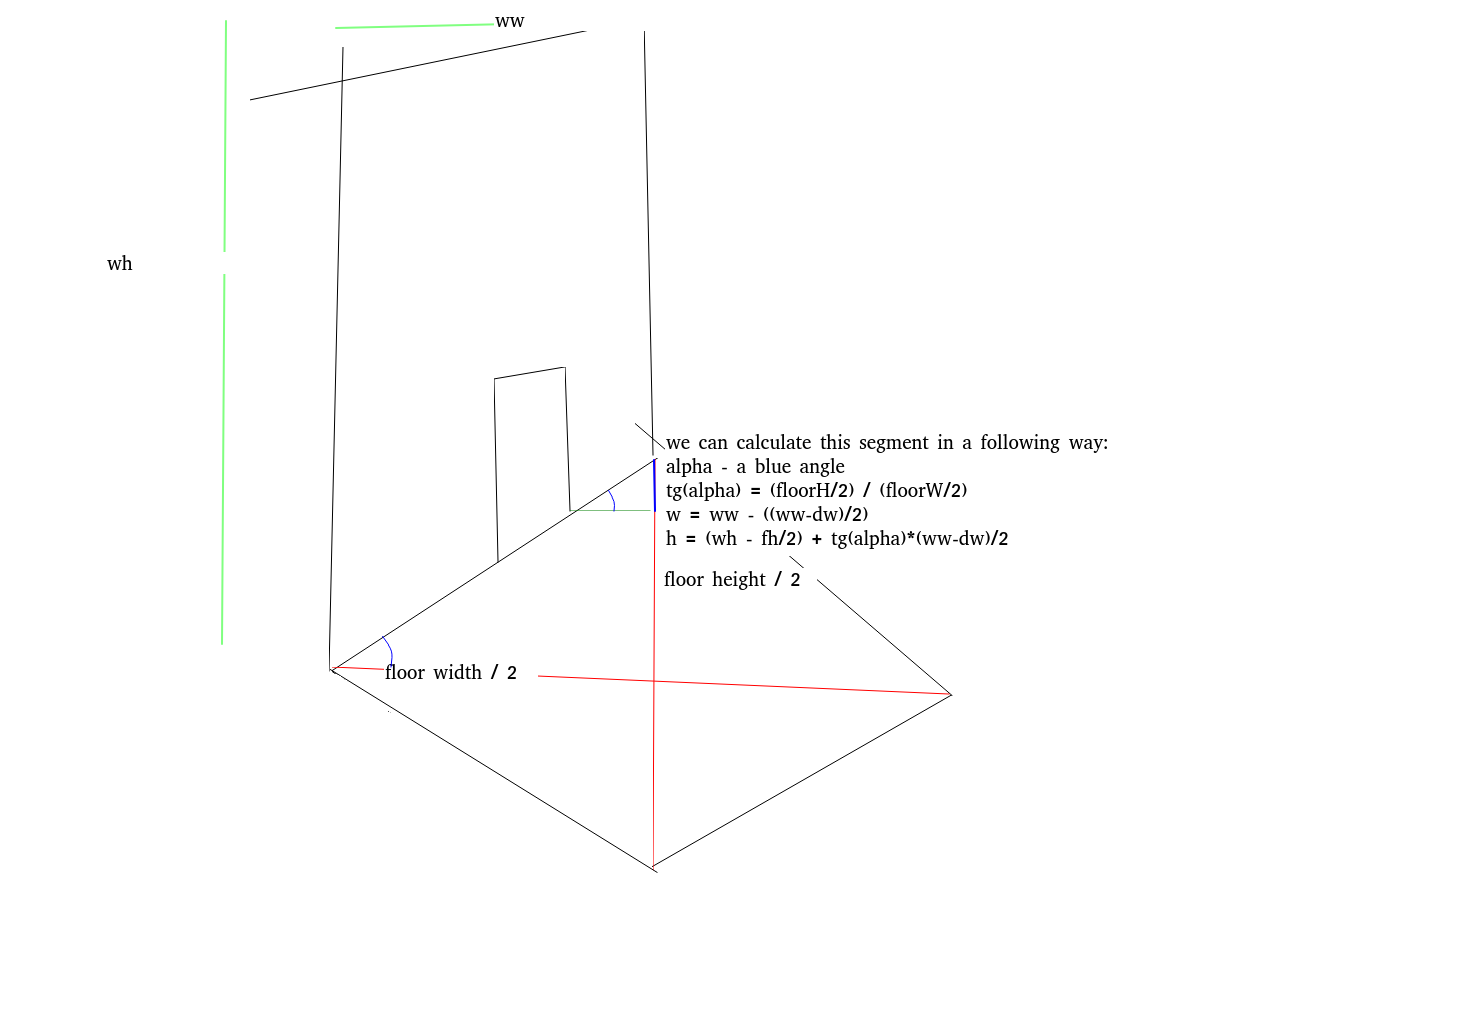 ww
wh
we can calculate this segment in a following way:
alpha - a blue angle
tg(alpha) = (floorH/2) / (floorW/2)
w = ww - ((ww-dw)/2)
h = (wh - fh/2) + tg(alpha)*(ww-dw)/2
floor height / 2
floor width / 2